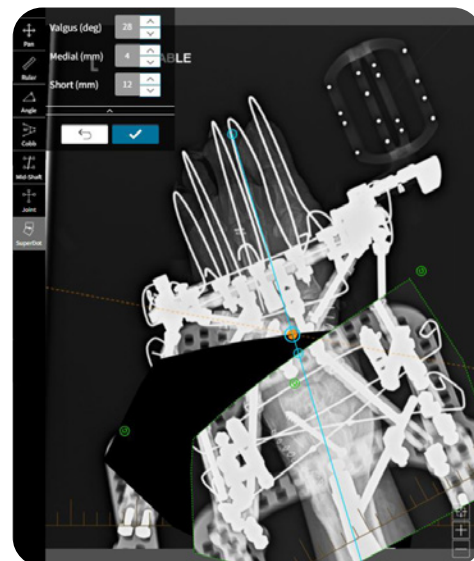 Pan
Ruler
Angle
Cobb
Mid-Shaft
Joint
SuperDot
Valgus (deg) 28
Medial (mm) 4
Short (mm) 12
L
ABLE